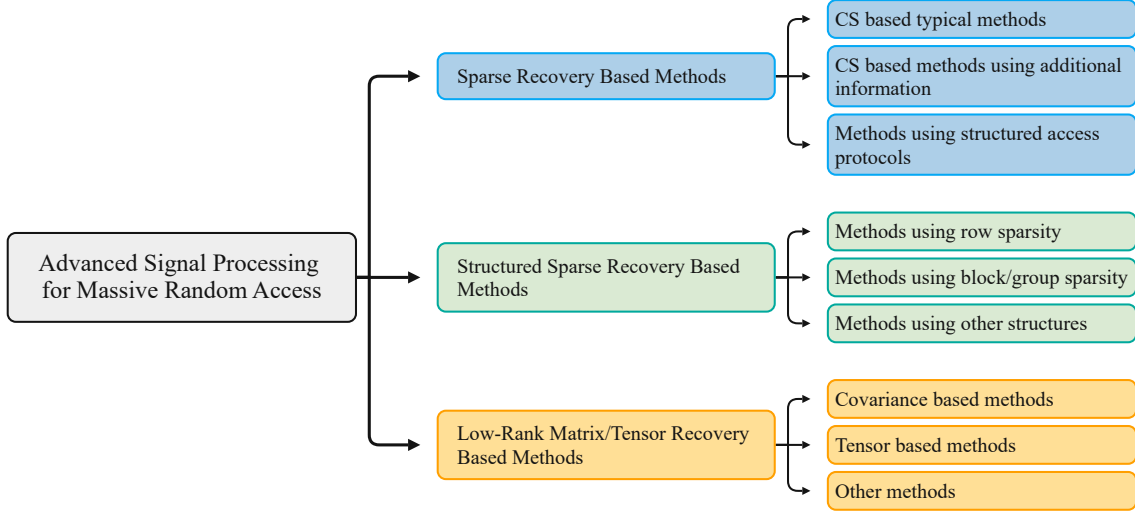 Advanced Signal Processing
for Massive Random Access
Sparse Recovery Based Methods
CS based typical methods
CS based methods using additional
information
Methods using structured access
protocols
Structured Sparse Recovery Based
Methods
Methods using row sparsity
Methods using block/group sparsity
Methods using other structures
Low-Rank Matrix/Tensor Recovery
Based Methods
Covariance based methods
Tensor based methods
Other methods